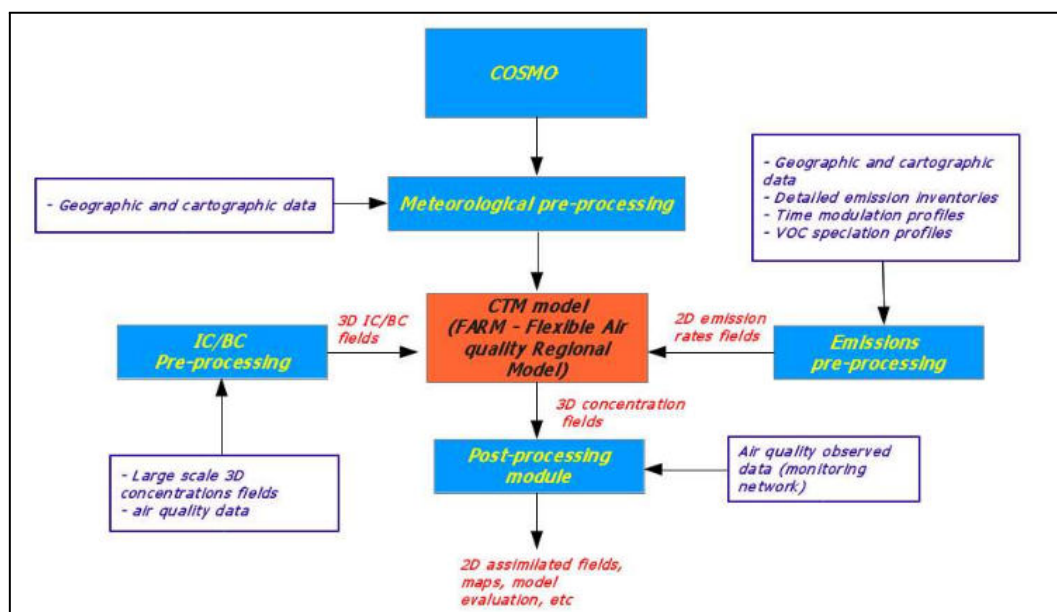 COSMO
- Geographic and cartographic
data
- Detailed emission inventories
- Time modulation profiles
- VOC speciation profiles
- Geographic and cartographic data
Meteorological pre-processing
CTM model
(FARM - Flexible Air
quality Regional
Model)
3D IC/BC
fields
2D emission
rates fields
IC/BC
Pre-processing
Emissions
pre-processing
3D concentration
fields
Post-processing
module
Air quality observed
data (monitoring
network)
- Large scale 3D
concentrations fields
- air quality data
2D assimilated fields,
maps, model
evaluation, etc